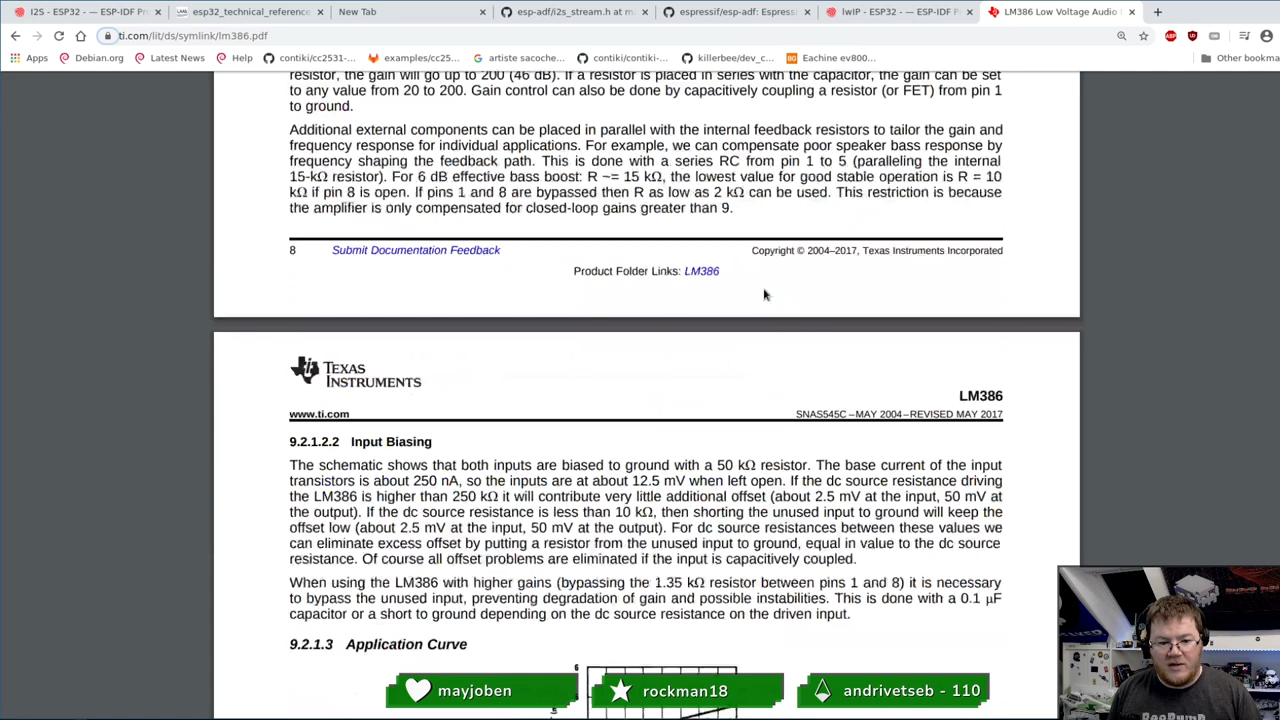 I2S - — ESP-IDF Pro
esp32_technical_reference
New Tab
esp-adf/i2s_stream.h at m
espressif/esp-adf: Espress
lwIP - ESP32 - — ESP-IDF P
LM386 Low Voltage Audio
ti.com/lit/ds/symlink/lm386.pdf
Apps
Debian.org
Latest News
Help
contiki/cc2531-...
examples/cc25...
artiste sacoche...
contiki/contiki-...
killerbee/dev_c...
Eachine ev800...
Other bookma
resistor, the gain will go up to 200 (46 dB). If a resistor is placed in series with the capacitor, the gain can be set
to any value from 20 to 200. Gain control can also be done by capacitively coupling a resistor (or FET) from pin 1
to ground.
Additional external components can be placed in parallel with the internal feedback resistors to tailor the gain and
frequency response for individual applications. For example, we can compensate poor speaker bass response by
frequency shaping the feedback path. This is done with a series RC from pin 1 to 5 (paralleling the internal
15-kΩ resistor). For 6 dB effective bass boost: R ~= 15 kΩ, the lowest value for good stable operation is R = 10
kΩ if pin 8 is open. If pins 1 and 8 are bypassed then R as low as 2 kΩ can be used. This restriction is because
the amplifier is only compensated for closed-loop gains greater than 9.
8 Submit Documentation Feedback Copyright © 2004–2017, Texas Instruments Incorporated
Product Folder Links: LM386
TEXAS
INSTRUMENTS
LM386
www.ti.com SNAS545C – MAY 2004 – REVISED MAY 2017
9.2.1.2.2 Input Biasing
The schematic shows that both inputs are biased to ground with a 50 kΩ resistor. The base current of the input
transistors is about 250 nA, so the inputs are at about 12.5 mV when left open. If the dc source resistance driving
the LM386 is higher than 250 kΩ it will contribute very little additional offset (about 2.5 mV at the input, 50 mV at
the output). If the dc source resistance is less than 10 kΩ, then shorting the unused input to ground will keep the
offset low (about 2.5 mV at the input, 50 mV at the output). For dc source resistances between these values we
can eliminate excess offset by putting a resistor from the unused input to ground, equal in value to the dc source
resistance. Of course all offset problems are eliminated if the input is capacitively coupled.
When using the LM386 with higher gains (bypassing the 1.35 kΩ resistor between pins 1 and 8) it is necessary
to bypass the unused input, preventing degradation of gain and possible instabilities. This is done with a 0.1 μF
capacitor or a short to ground depending on the dc source resistance on the driven input.
9.2.1.3 Application Curve
6
mayjoben
rockman18
andrivetseb - 110